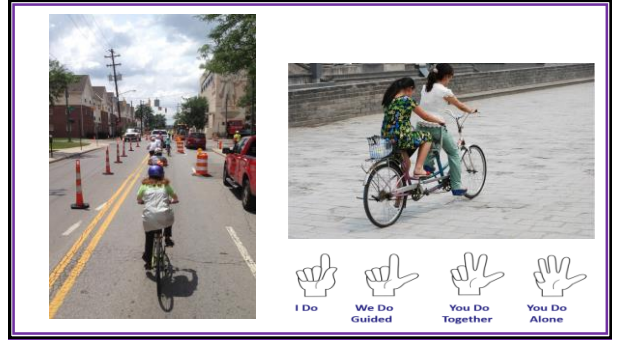 I Do
We Do
Guided
You Do
Together
You Do
Alone